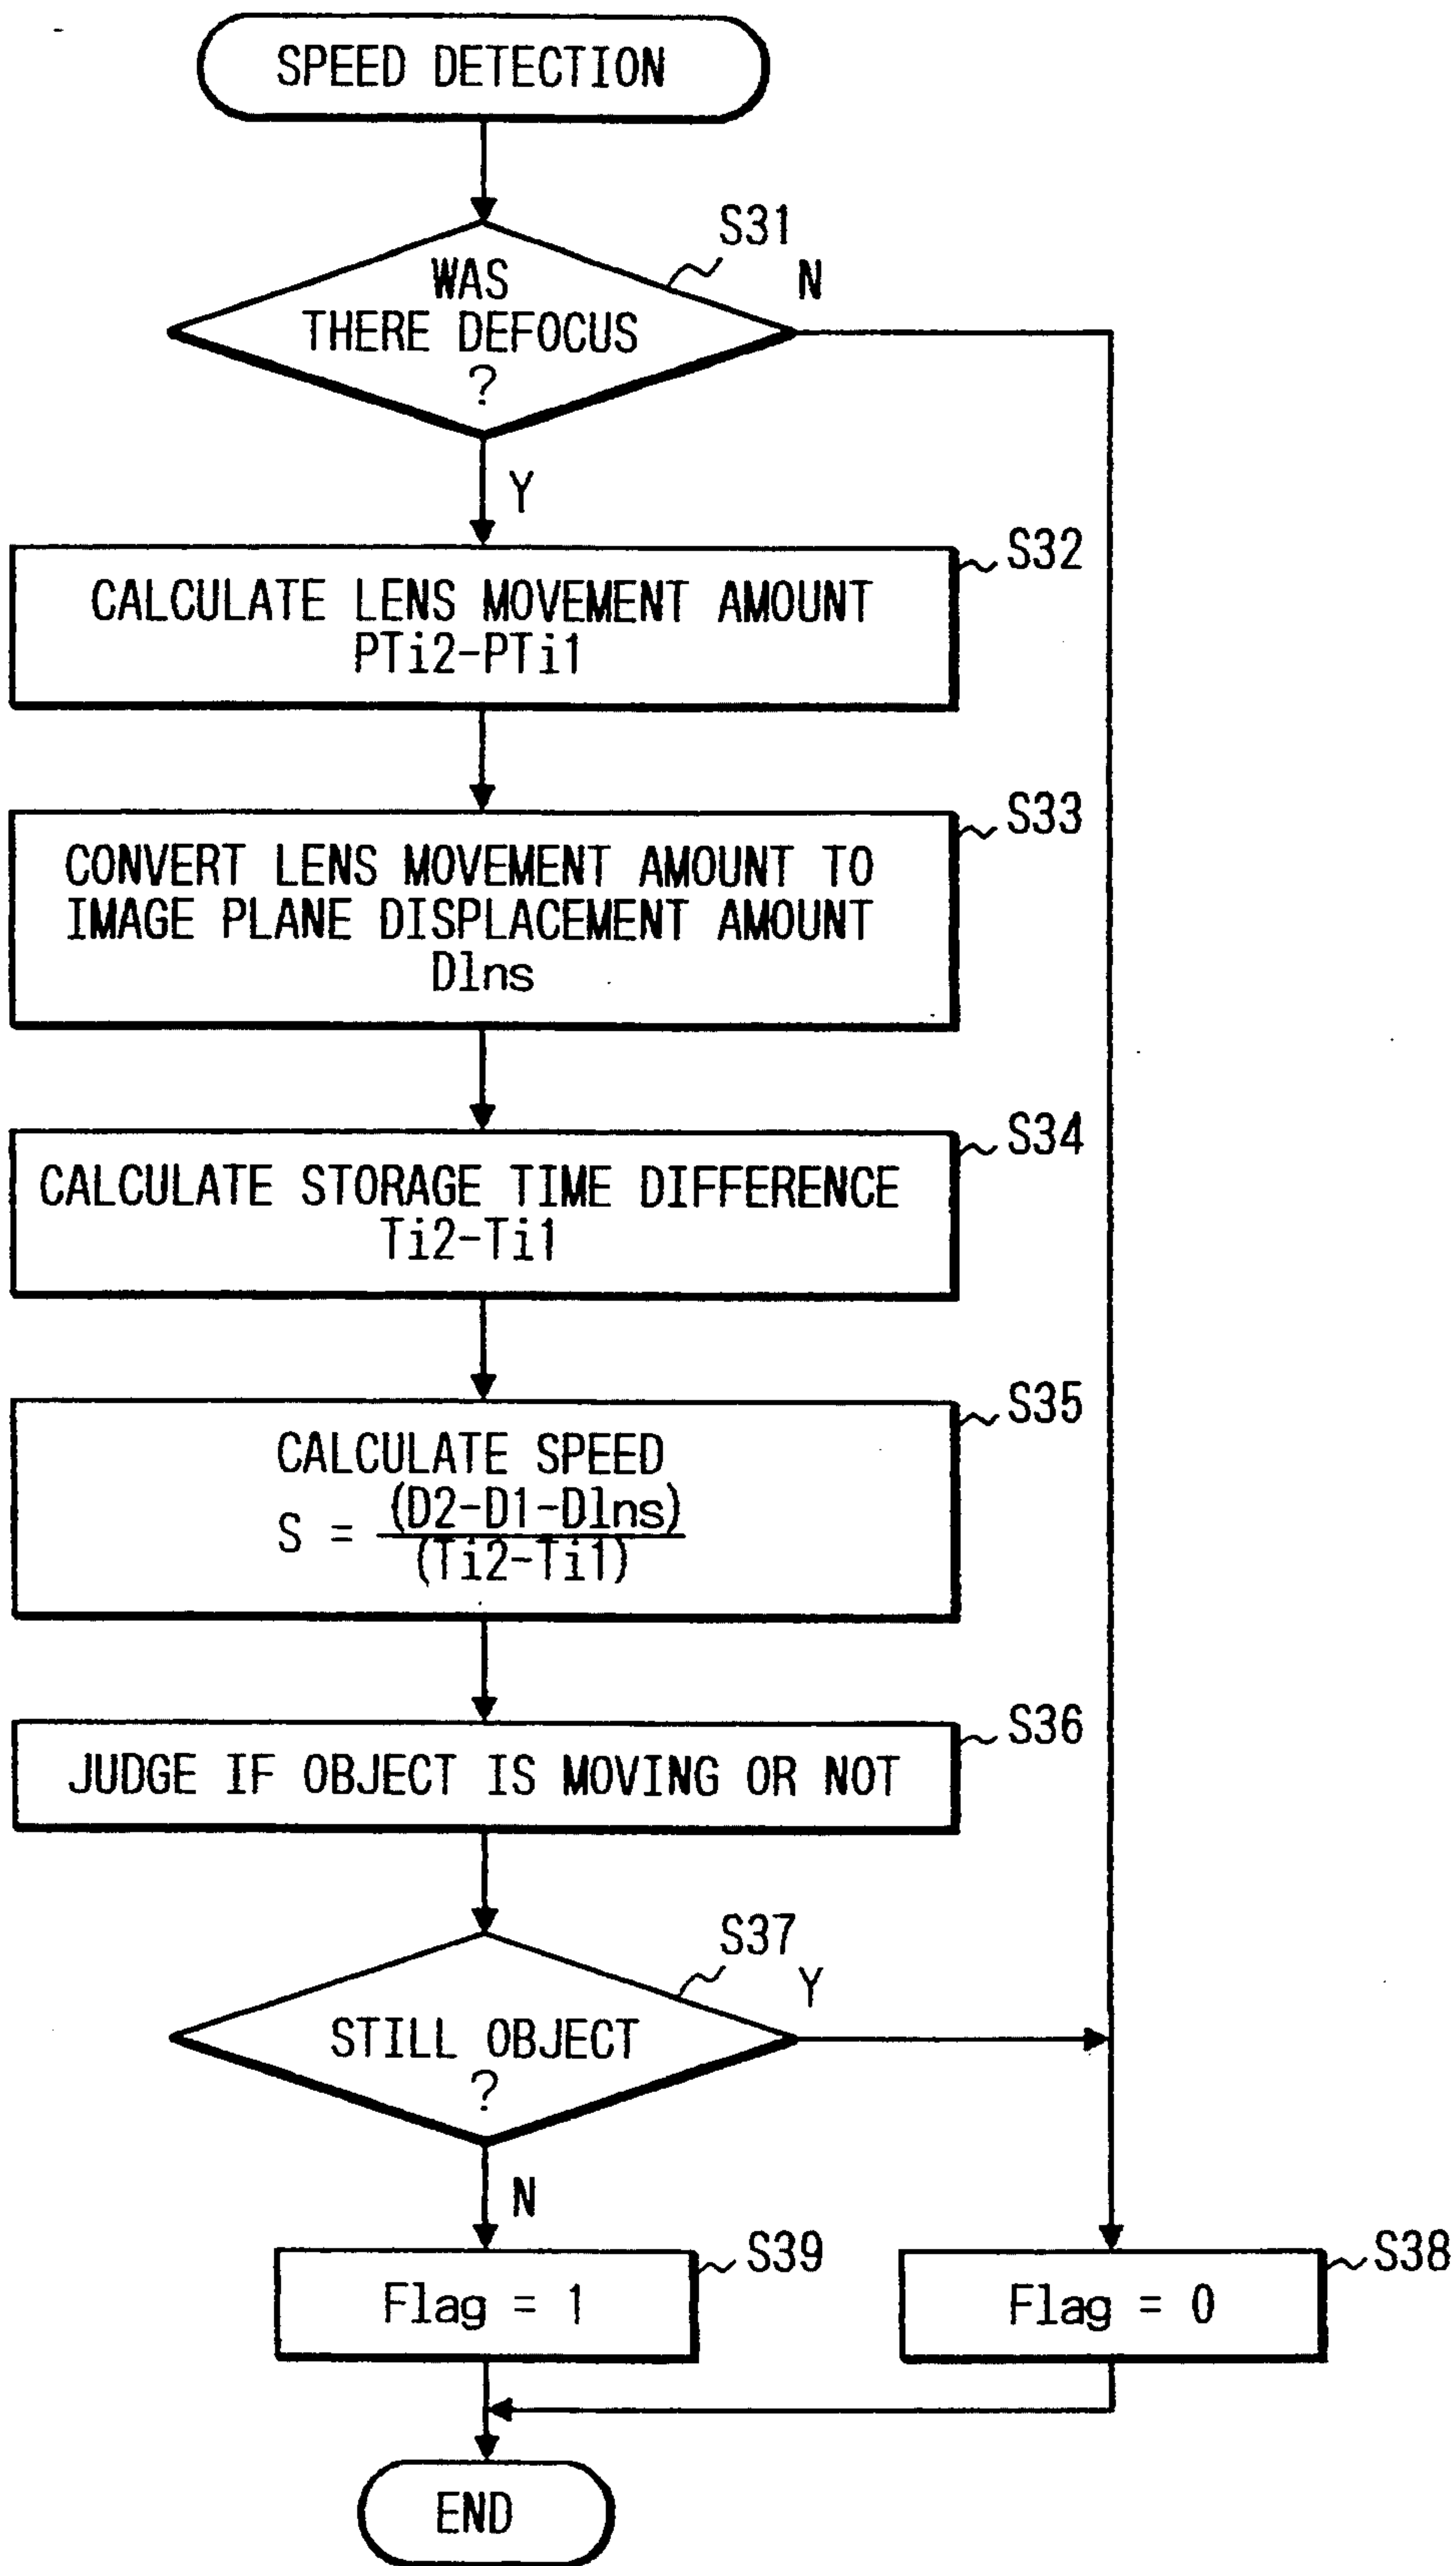 SPEED DETECTION
S31
WAS
THERE DEFOCUS
?
N
Y
S32
CALCULATE LENS MOVEMENT AMOUNT
PTi2-PTi1
S33
CONVERT LENS MOVEMENT AMOUNT TO
IMAGE PLANE DISPLACEMENT AMOUNT
Dlns
S34
CALCULATE STORAGE TIME DIFFERENCE
Ti2-Ti1
S35
CALCULATE SPEED
S = (D2-D1-Dlns)
(Ti2-Ti1)
S36
JUDGE IF OBJECT IS MOVING OR NOT
S37
Y
STILL OBJECT
?
N
S39
Flag = 1
S38
Flag = 0
END